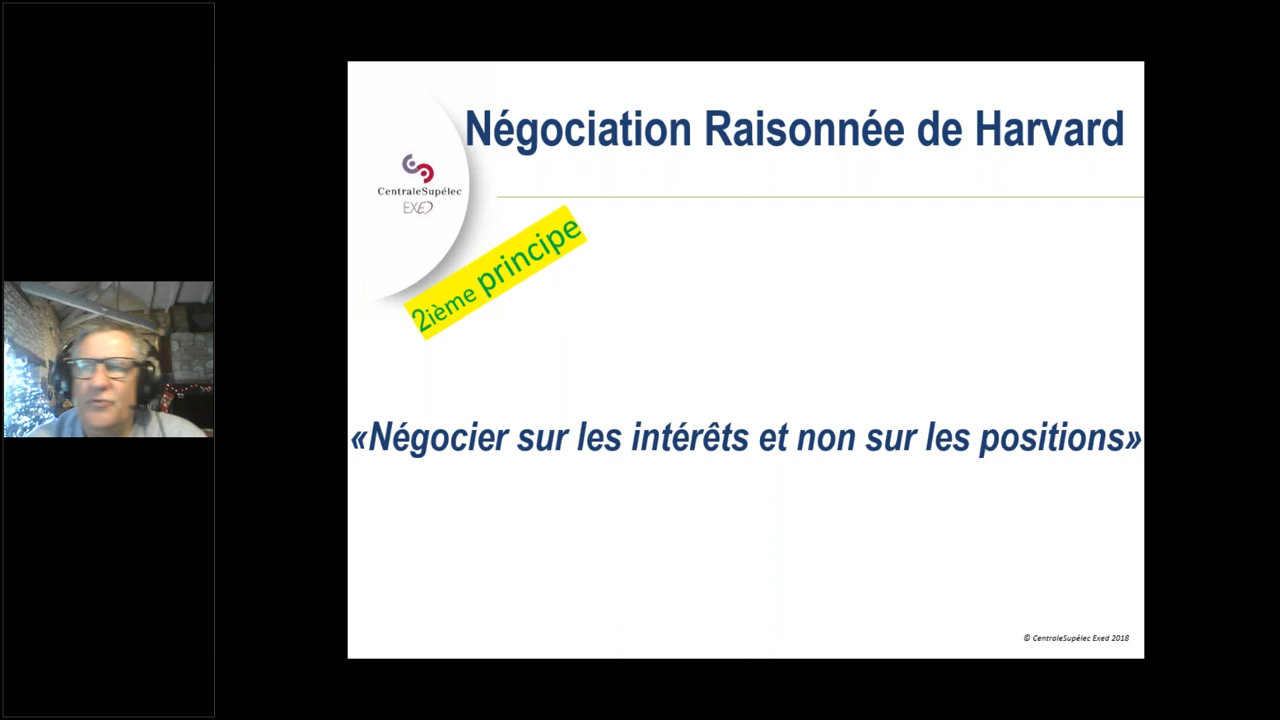 Négociation Raisonnée de Harvard
CentraleSupélec
EXED
2ième principe
«Négocier sur les intérêts et non sur les positions»
© CentraleSupélec Exed 2018